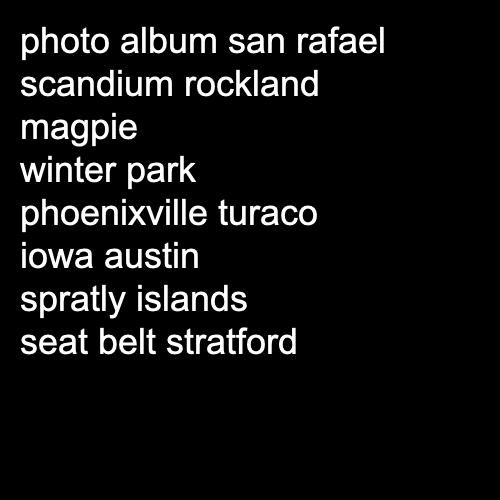 photo album san rafael
scandium rockland
magpie
winter park
phoenixville turaco
iowa austin
spratly islands
seat belt stratford